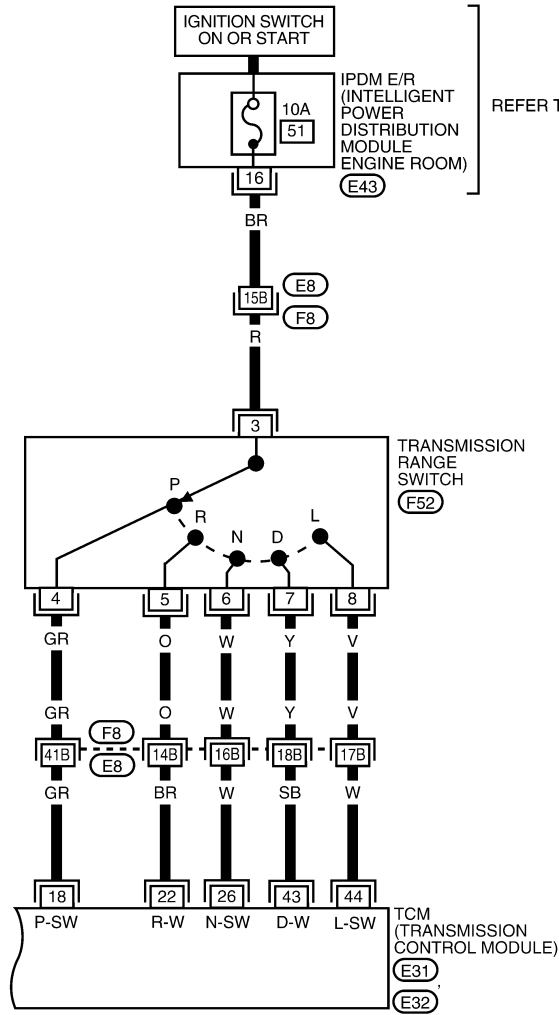 IGNITION SWITCH
ON OR START
10A
51
IPDM E/R
(INTELLIGENT
POWER
DISTRIBUTION
MODULE
ENGINE ROOM)
REFER T
16
E43
BR
15B
E8
F8
R
3
TRANSMISSION
RANGE
SWITCH
F52
P
R
N
D
L
4 5 6 7 8
GR O W Y V
GR O W Y V
F8
41B 14B 16B 18B 17B
E8
GR BR W SB W
18 22 26 43 44
P-SW R-W N-SW D-W L-SW
TCM
(TRANSMISSION
CONTROL MODULE)
E31 ,
E32